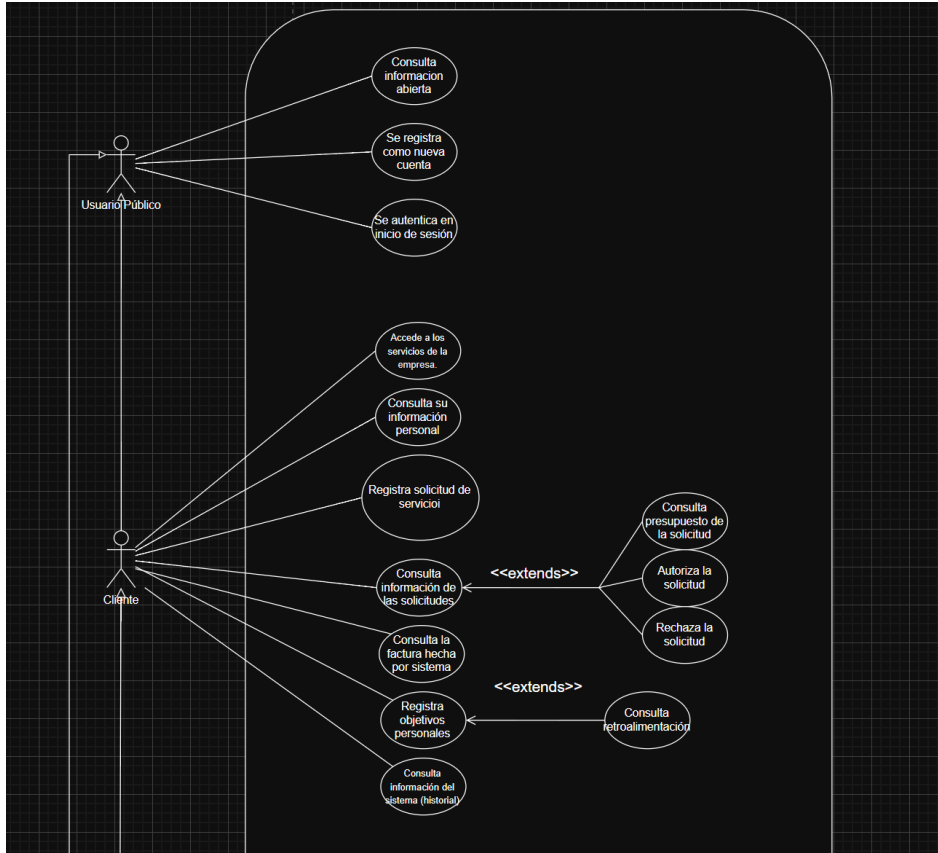 Consulta
informacion
abierta
Se registra
como nueva
cuenta
Usuario Público
Se autentica en
inicio de sesión
Accede a los
servicios de la
empresa.
Consulta su
información
personal
Registra solicitud de
servicioi
Consulta
presupuesto de
la solicitud
<<extends>>
Consulta
información de
las solicitudes
Autoriza la
solicitud
Cliente
Rechaza la
solicitud
Consulta la
factura hecha
por sistema
<<extends>>
Registra
objetivos
personales
Consulta
retroalimentación
Consulta
información del
sistema (historial)